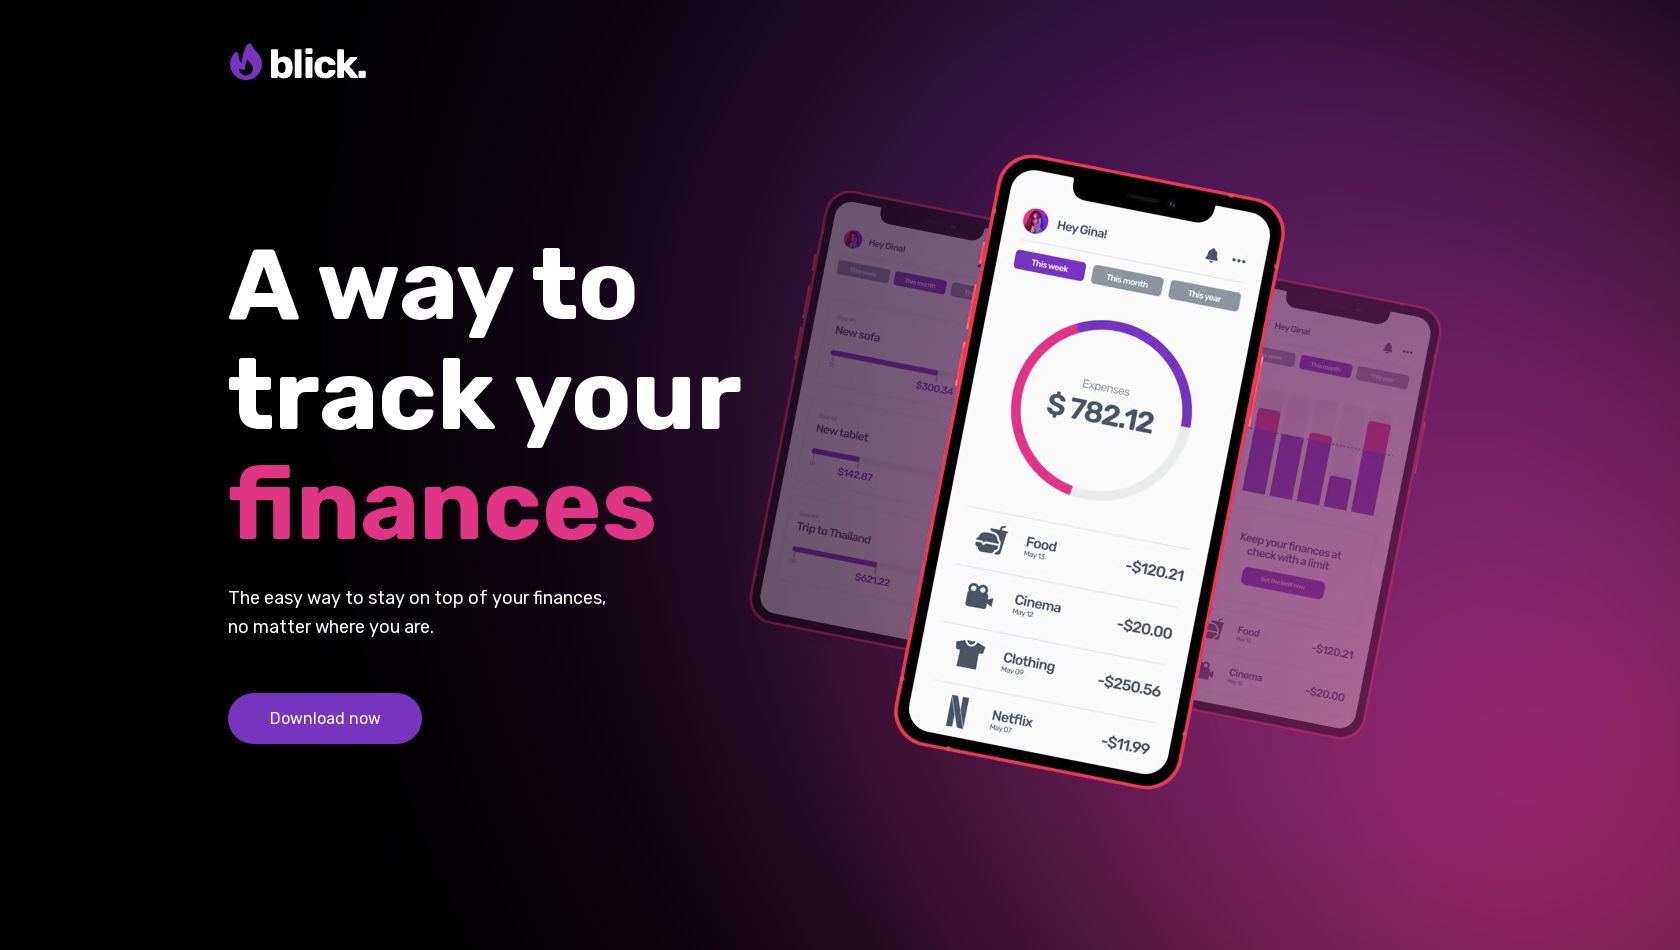 blick.
A way to
track your
finances
The easy way to stay on top of your finances,
no matter where you are.
Download now
Hey Gina!
This week
This month
New sofa
$300.34
New tablet
$142.87
Trip to Thailand
$621.22
Hey Gina!
This week
This month
This year
Expenses
$ 782.12
Food
May 13
-$120.21
Cinema
May 12
-$20.00
Clothing
May 09
-$250.56
Netflix
May 07
-$11.99
Hey Gina!
This month
This year
Keep your finances at
check with a limit
Set the limit now
Food
May 13
-$120.21
Cinema
May 12
-$20.00